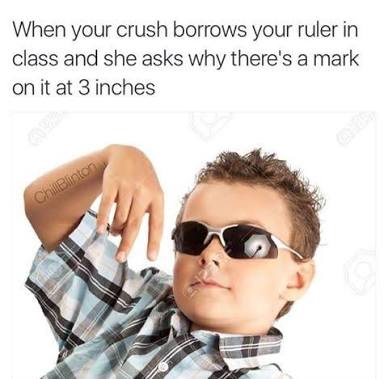 When your crush borrows your ruler in
class and she asks why there's a mark
on it at 3 inches
ChillBlinton